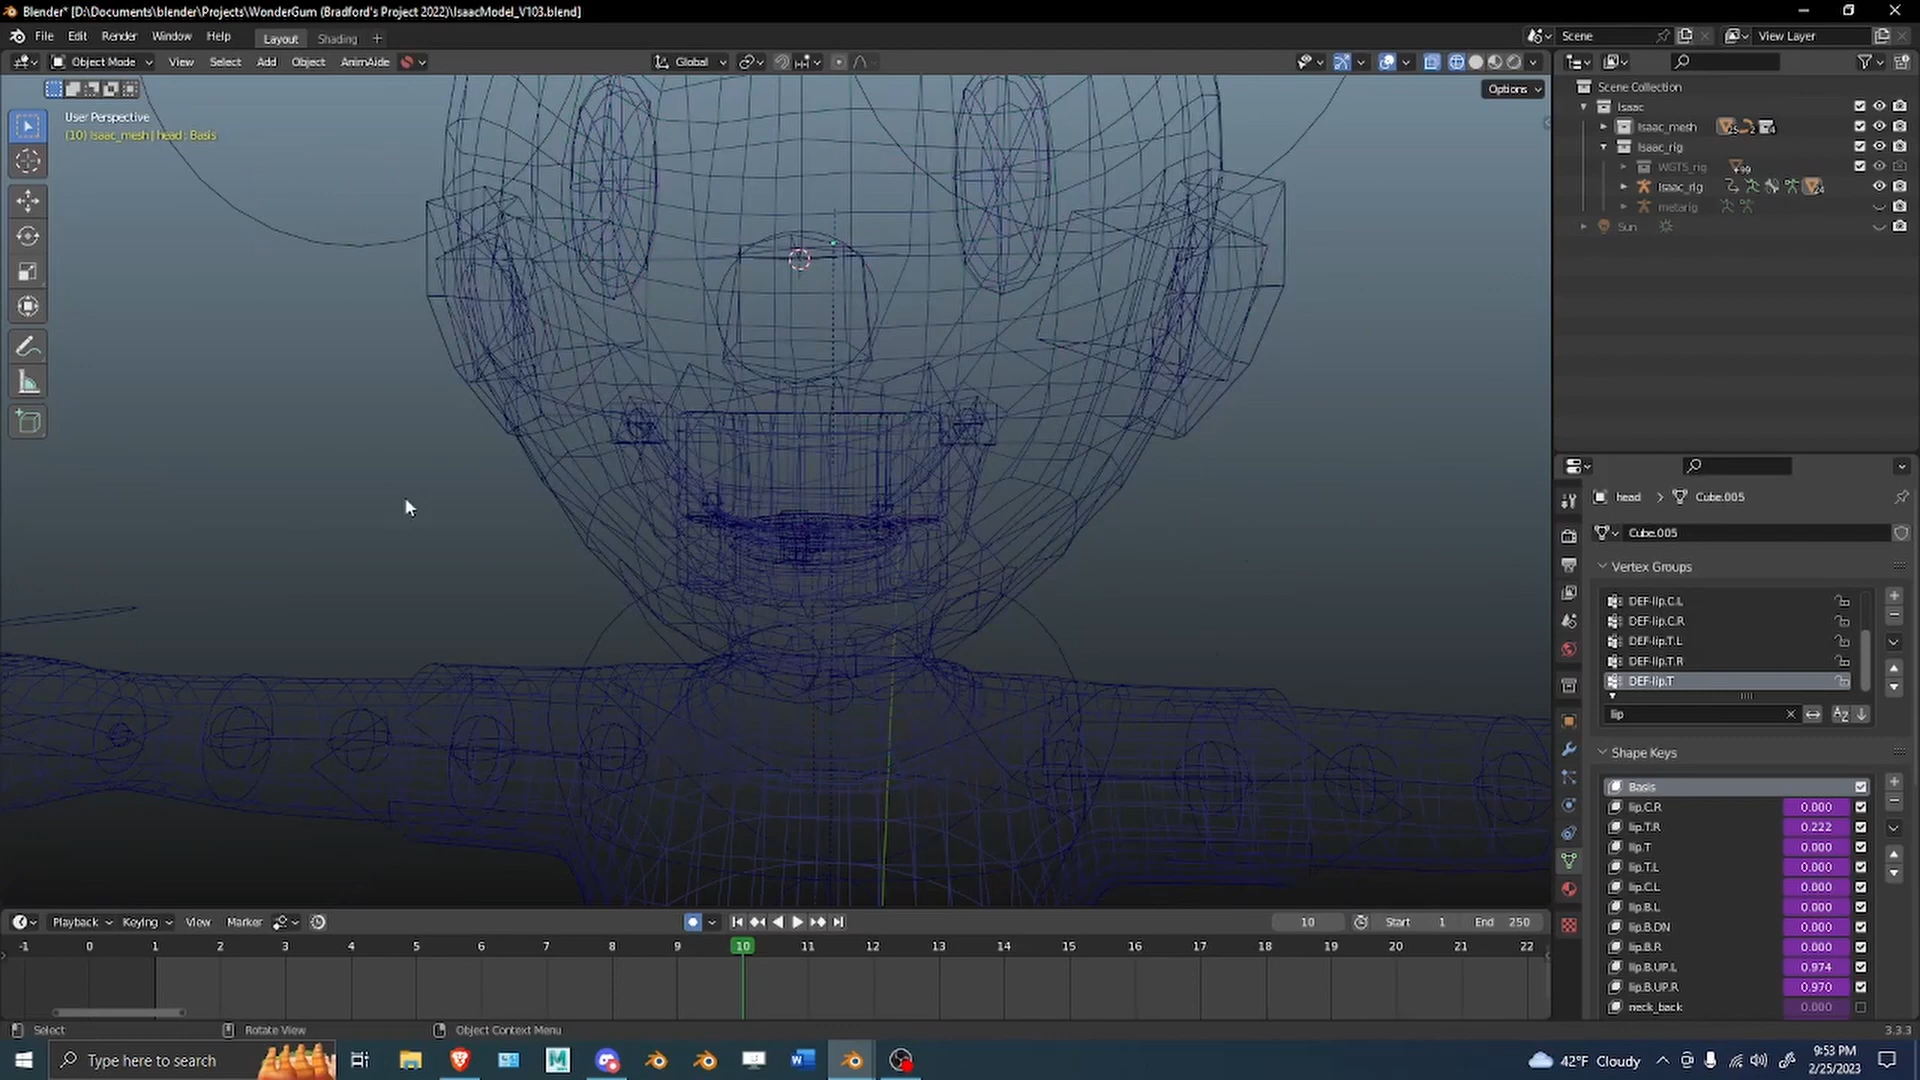 Blender* [D:\Documents\blender\Projects\WonderGum (Bradford's Project 2022)\IsaacModel_V103.blend]
File Edit Render Window Help Layout Shading + Scene View Layer
Object Mode View Select Add Object AnimAide Global
Options
User Perspective
(10) Isaac_mesh | head : Basis
Scene Collection
Isaac
Isaac_mesh
Isaac_rig
WGTS_rig
Isaac_rig
metarig
Sun
head > Cube.005
Cube.005
Vertex Groups
DEF-lip.C.L
DEF-lip.C.R
DEF-lip.T.L
DEF-lip.T.R
DEF-lip.T
lip
Shape Keys
Basis
lip.C.R 0.000
lip.T.R 0.222
lip.T 0.000
lip.T.L 0.000
lip.C.L 0.000
lip.B.L 0.000
lip.B.DN 0.000
lip.B.R 0.000
lip.B.UP.L 0.974
lip.B.UP.R 0.970
neck_back 0.000
Playback Keying View Marker 10 Start 1 End 250
-1 0 1 2 3 4 5 6 7 8 9 10 11 12 13 14 15 16 17 18 19 20 21 22
Select Rotate View Object Context Menu 3.3.3
Type here to search 42°F Cloudy 9:53 PM
2/25/2023